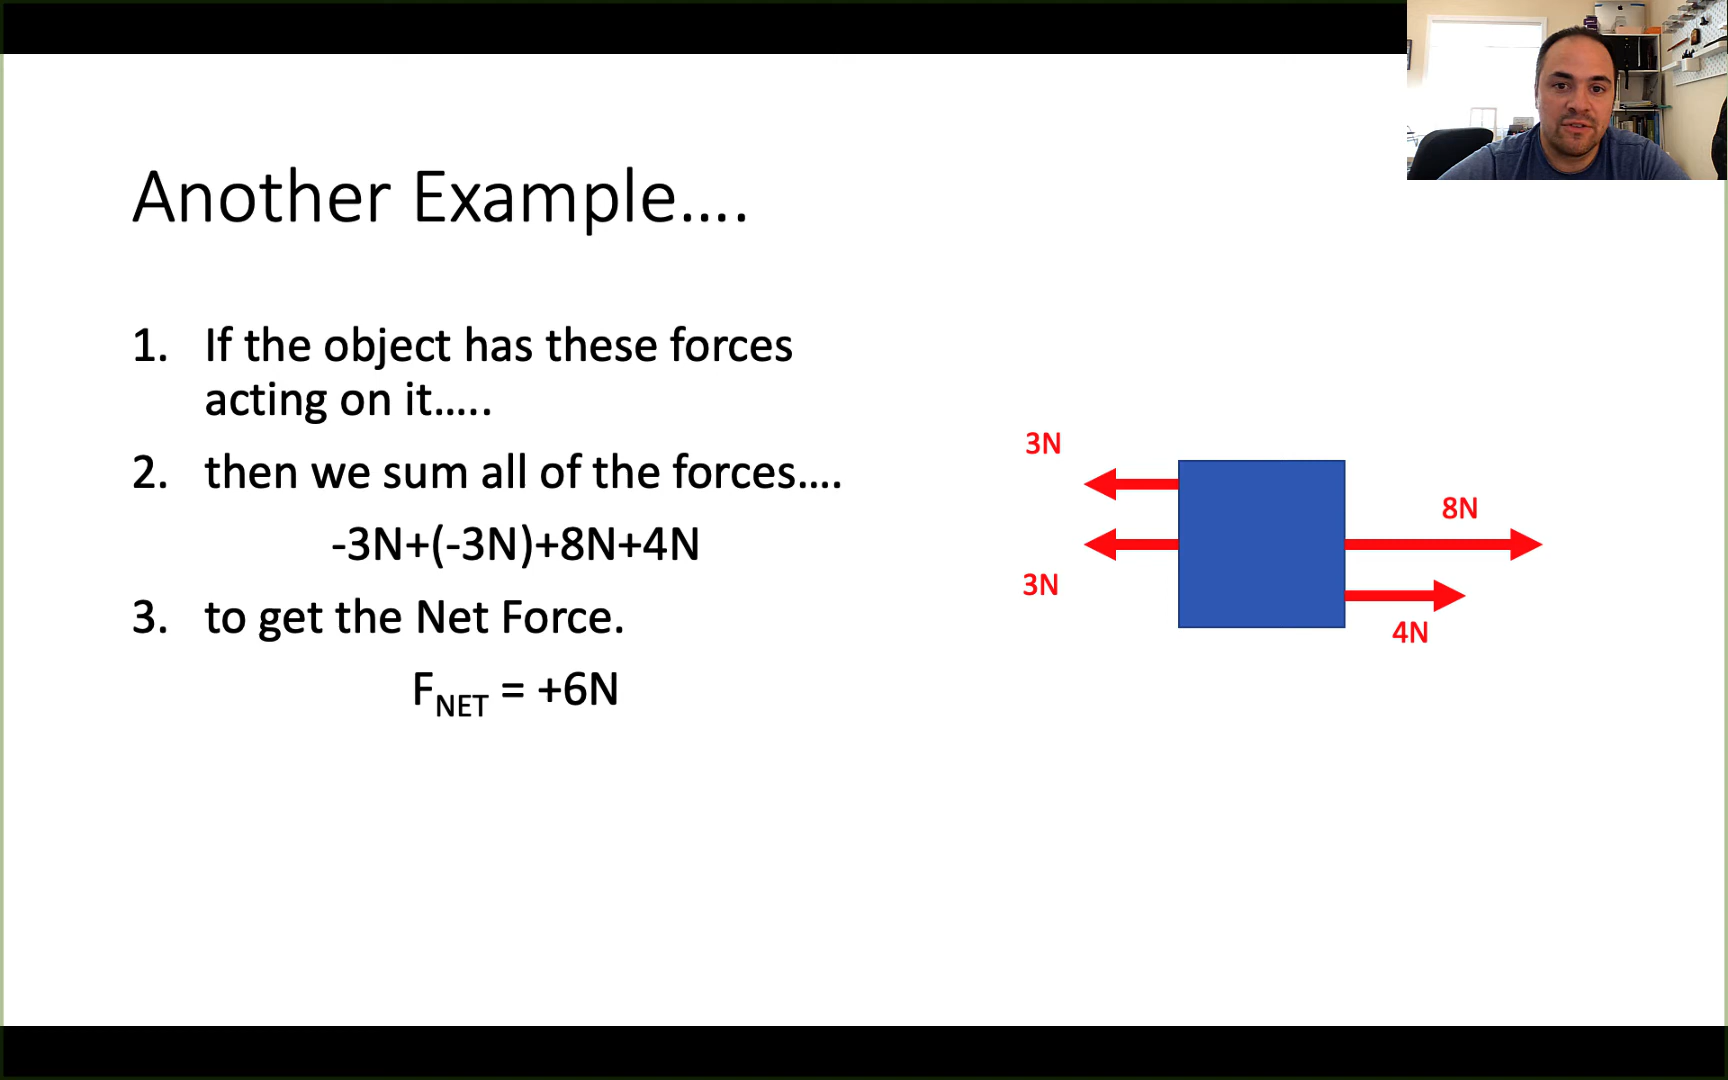 Another Example....
1. If the object has these forces
acting on it.....
2. then we sum all of the forces....
-3N+(-3N)+8N+4N
3. to get the Net Force.
F_NET = +6N
3N
3N
8N
4N